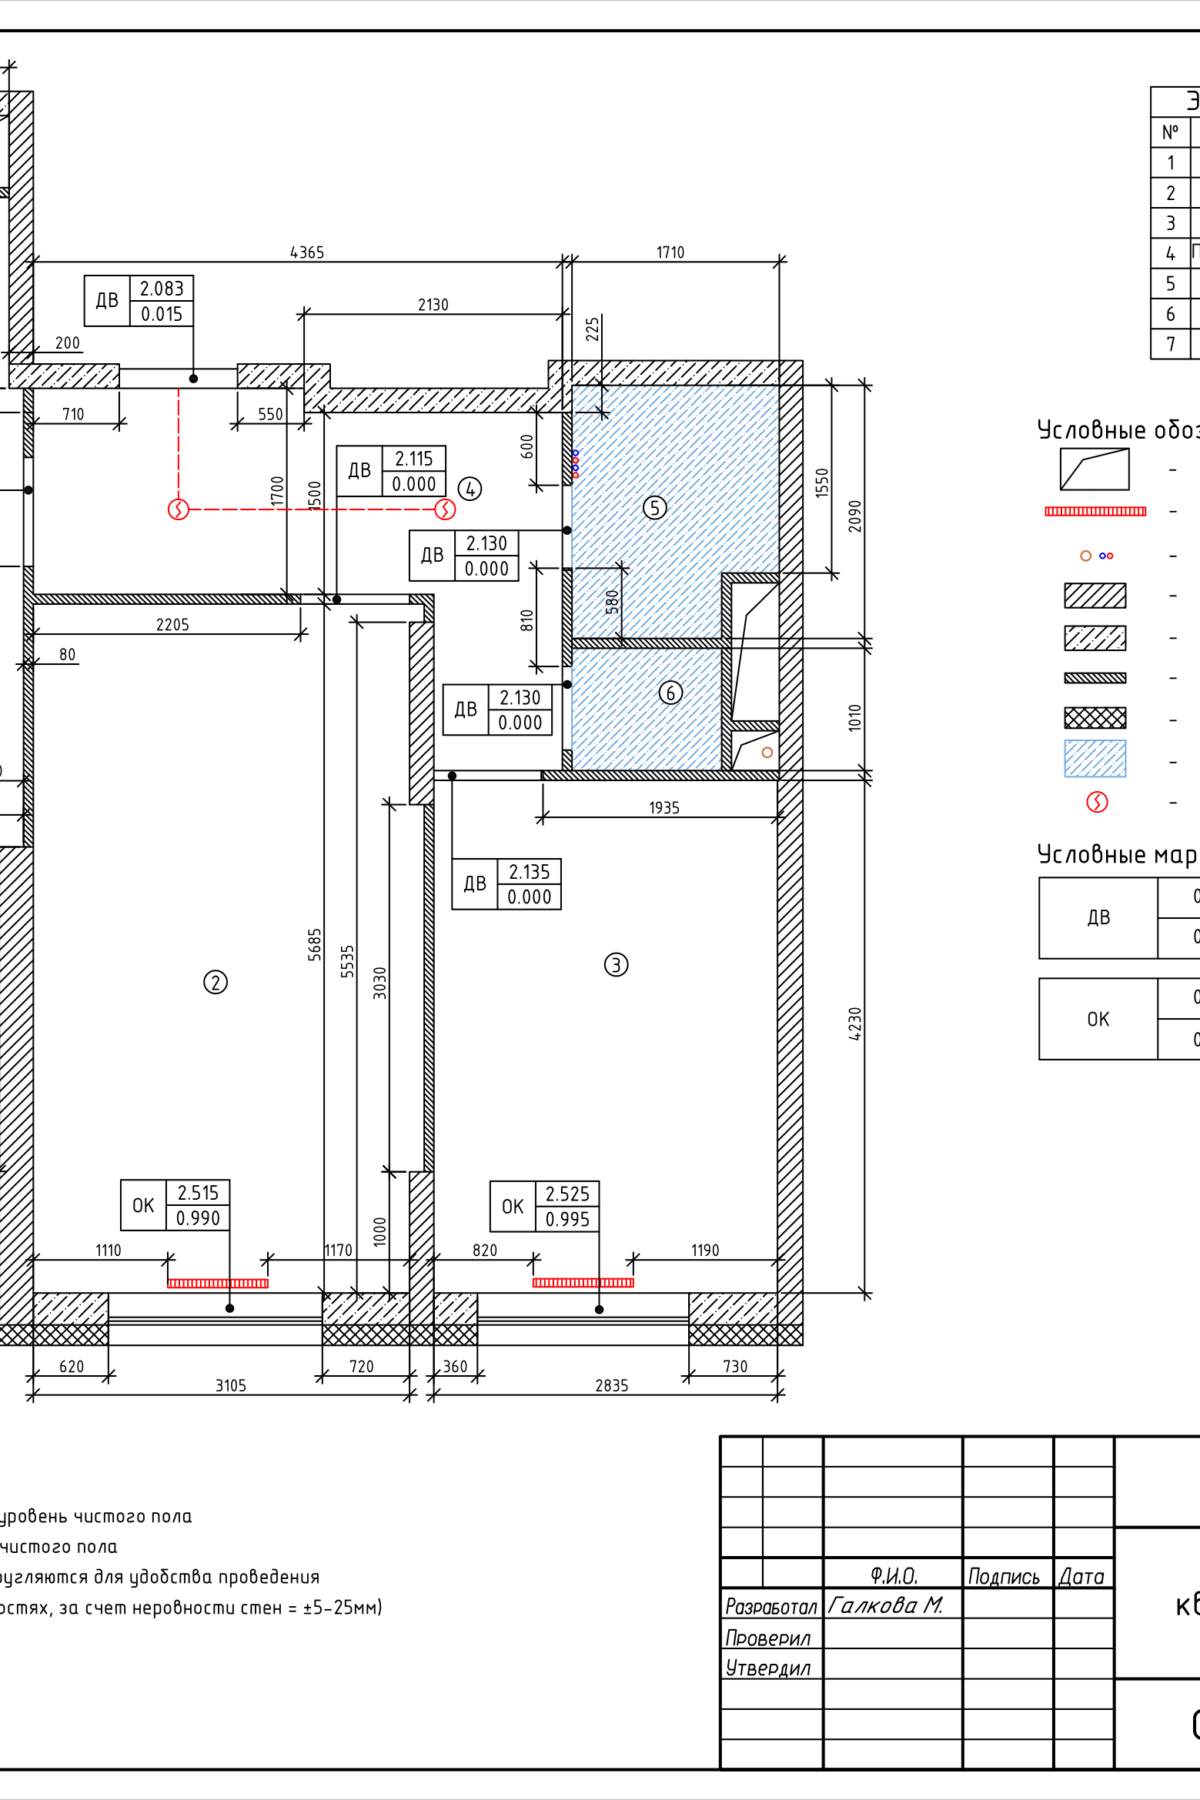 Э
№
1
2
3
4 П
5
6
7
4365
1710
2130
225
ДВ 2.083
0.015
200
710
550
1700
1500
600
ДВ 2.115
0.000
4
5
ДВ 2.130
0.000
1550
2090
810
580
2205
80
ДВ 2.130
0.000
6
1010
1935
ДВ 2.135
0.000
5685
5535
3030
2
3
4230
ОК 2.515
0.990
ОК 2.525
0.995
1110
1170
1000
820
1190
620
720
360
730
3105
2835
Условные обоз
-
-
-
-
-
-
-
-
-
Условные мар
ДВ 0
0
ОК 0
0
уровень чистого пола
чистого пола
ругляются для удобства проведения
остях, за счет неровности стен = ±5-25мм)
Ф.И.О. Подпись Дата
Разработал Галкова М.
Проверил
Утвердил
кв